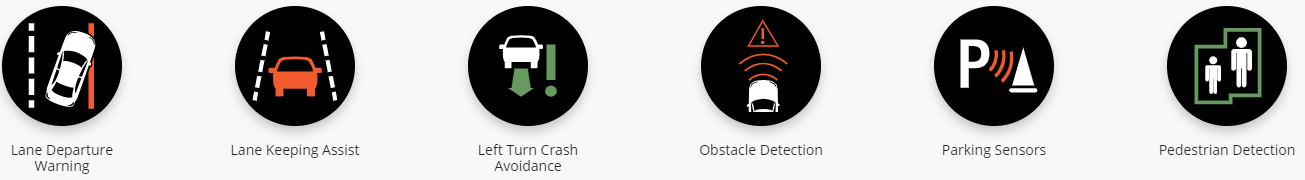 P
Lane Departure
Warning
Lane Keeping Assist
Left Turn Crash
Avoidance
Obstacle Detection
Parking Sensors
Pedestrian Detection